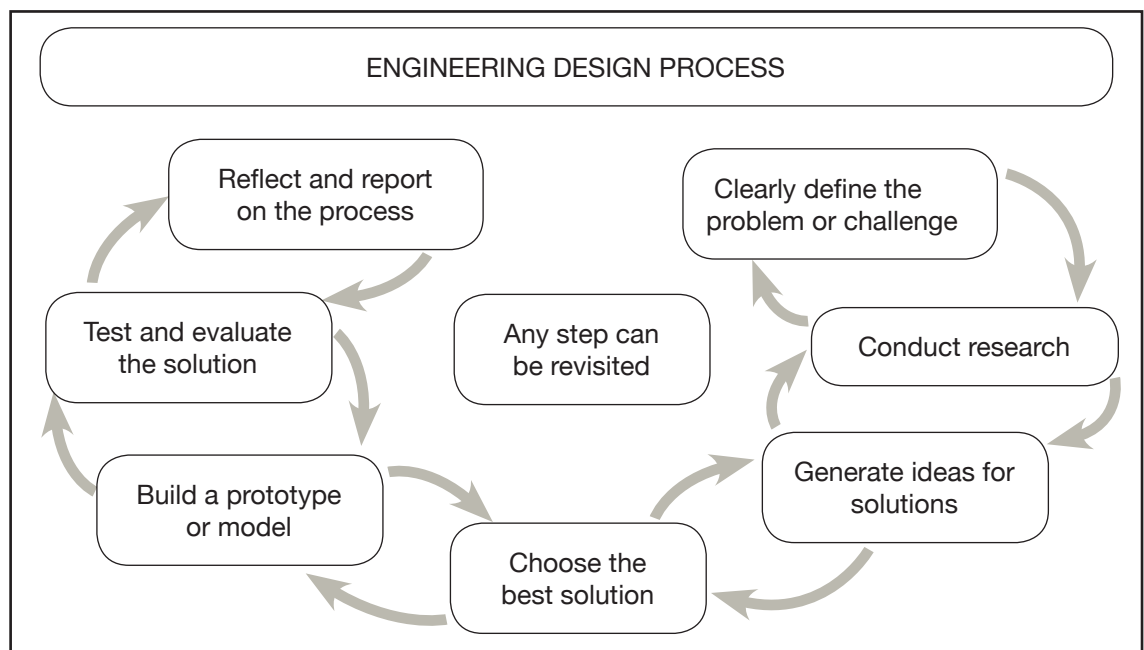 ENGINEERING DESIGN PROCESS
Reflect and report
on the process
Clearly define the
problem or challenge
Test and evaluate
the solution
Any step can
be revisited
Conduct research
Build a prototype
or model
Generate ideas for
solutions
Choose the
best solution